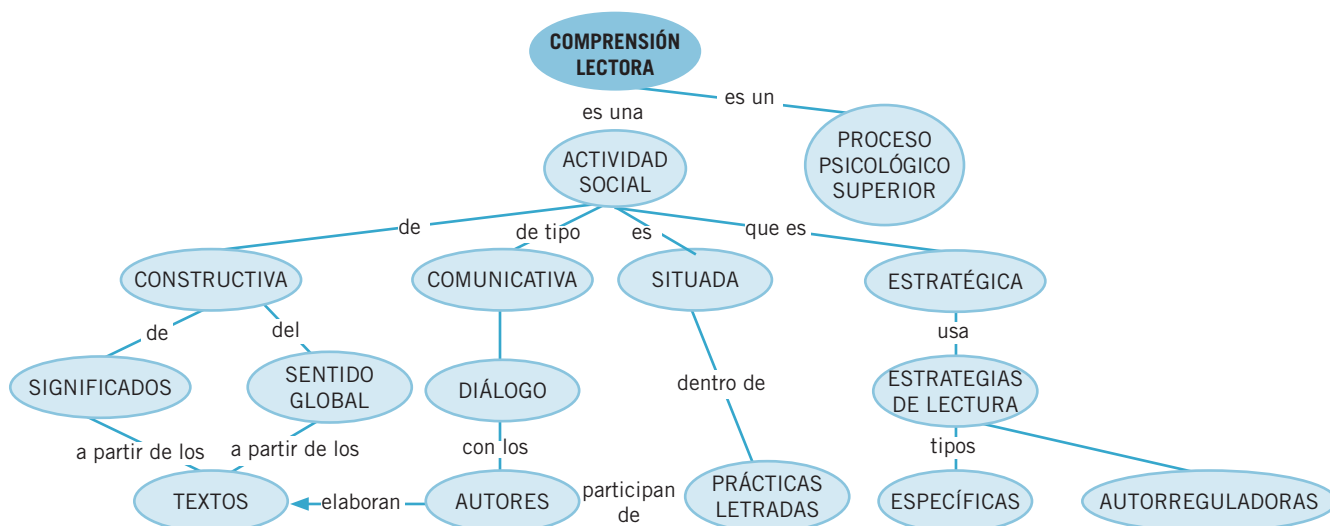 COMPRENSIÓN
LECTORA
es un
es una
PROCESO
PSICOLÓGICO
SUPERIOR
ACTIVIDAD
SOCIAL
de
de tipo
es
que es
CONSTRUCTIVA
COMUNICATIVA
SITUADA
ESTRATÉGICA
de
del
usa
SIGNIFICADOS
SENTIDO
GLOBAL
DIÁLOGO
dentro de
ESTRATEGIAS
DE LECTURA
a partir de los
a partir de los
con los
tipos
TEXTOS
elaboran
AUTORES
participan
de
PRÁCTICAS
LETRADAS
ESPECÍFICAS
AUTORREGULADORAS